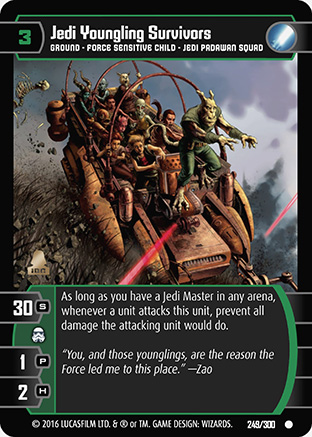 3
Jedi Youngling Survivors
GROUND - FORCE SENSITIVE CHILD - JEDI PADAWAN SQUAD
30 S
As long as you have a Jedi Master in any arena,
whenever a unit attacks this unit, prevent all
damage the attacking unit would do.
1 P
“You, and those younglings, are the reason the
Force led me to this place.” —Zao
2 H
© 2016 LUCASFILM LTD. & ® or TM. GAME DESIGN: WIZARDS. 249/300